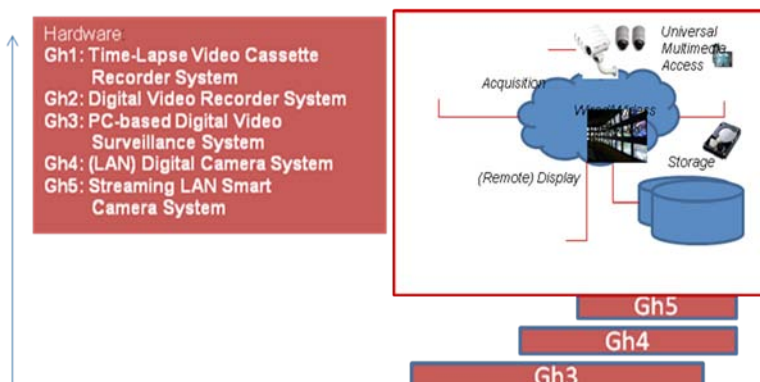 Hardware:
Gh1: Time-Lapse Video Cassette
Recorder System
Gh2: Digital Video Recorder System
Gh3: PC-based Digital Video
Surveillance System
Gh4: (LAN) Digital Camera System
Gh5: Streaming LAN Smart
Camera System
Universal
Multimedia
Access
Acquisition
Storage
(Remote) Display
Gh5
Gh4
Gh3